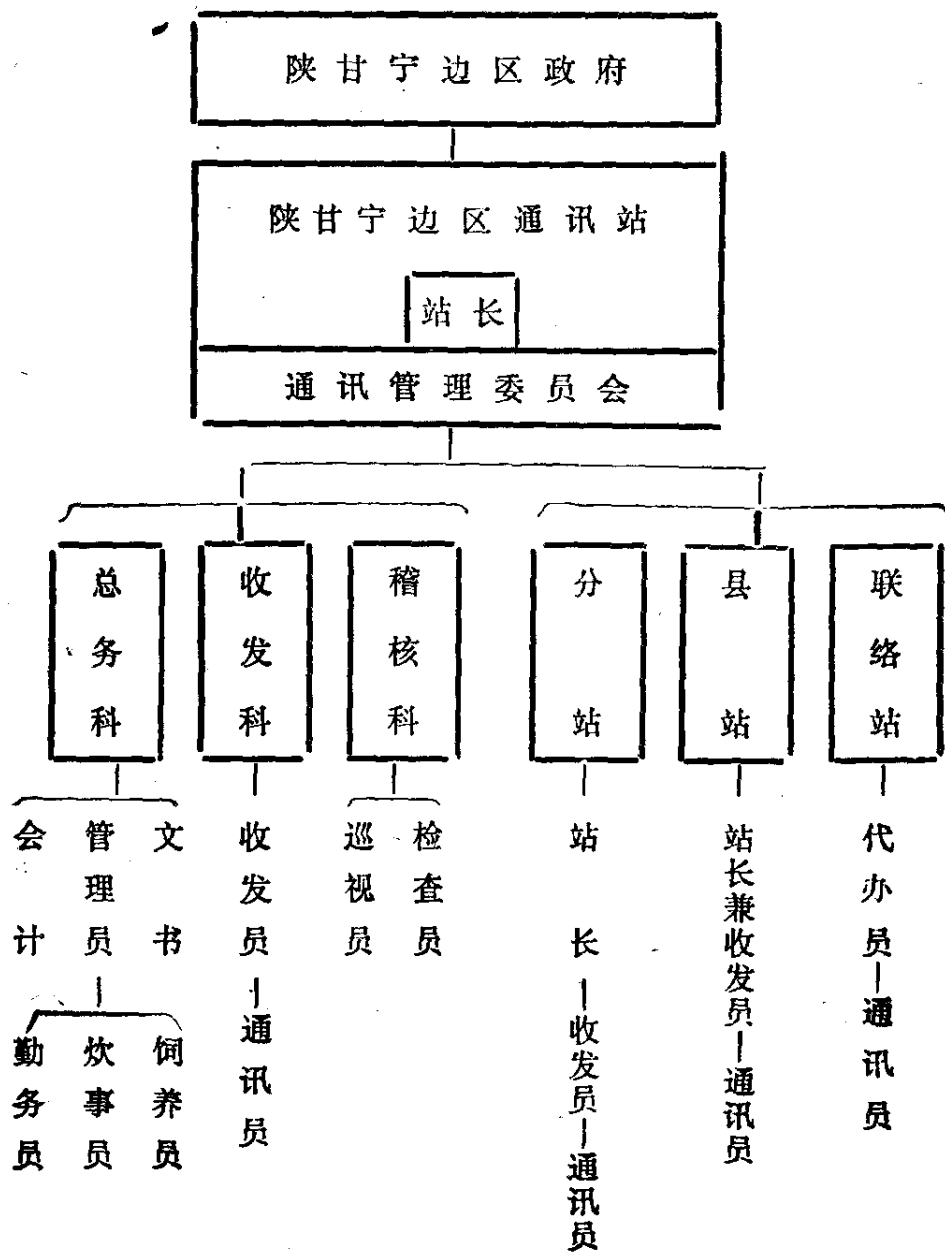 陕甘宁边区政府
陕甘宁边区通讯站
站长
通讯管理委员会
总务科
收发科
稽核科
分站
县站
联络站
会计
管理员
文书
收发员
巡视员
检查员
站长
站长兼收发员
代办员
勤务员
炊事员
饲养员
通讯员
收发员
通讯员
通讯员
通讯员